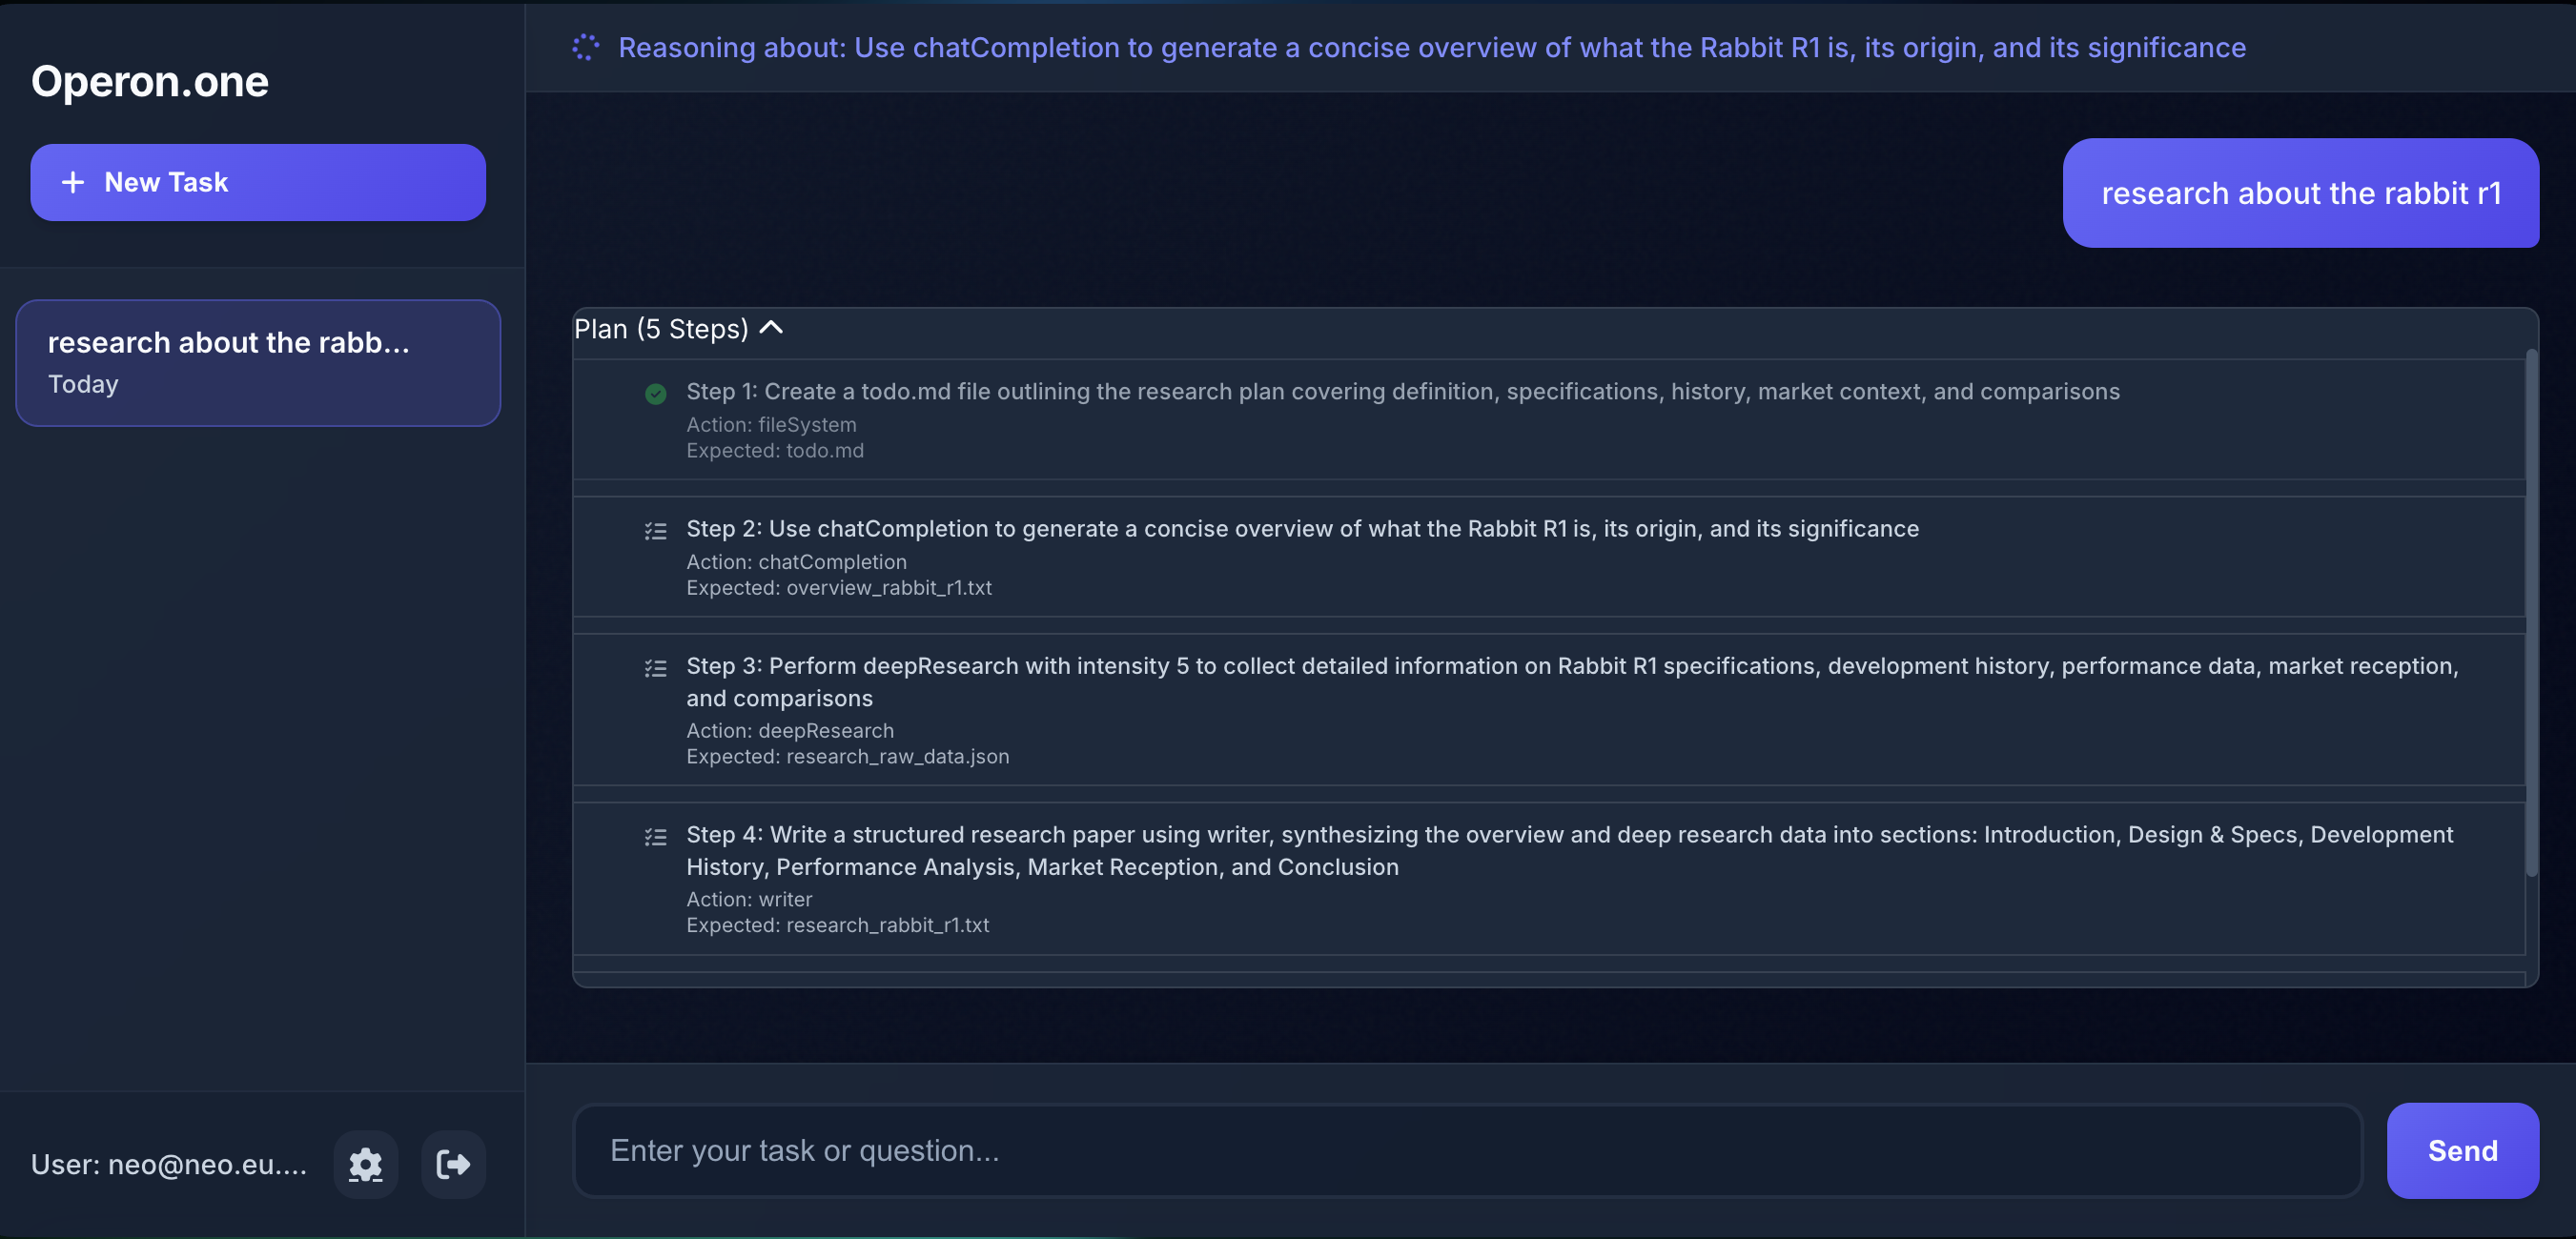 Operon.one
+ New Task
research about the rabb...
Today
User: neo@neo.eu....
Reasoning about: Use chatCompletion to generate a concise overview of what the Rabbit R1 is, its origin, and its significance
research about the rabbit r1
Plan (5 Steps)
Step 1: Create a todo.md file outlining the research plan covering definition, specifications, history, market context, and comparisons
Action: fileSystem
Expected: todo.md
Step 2: Use chatCompletion to generate a concise overview of what the Rabbit R1 is, its origin, and its significance
Action: chatCompletion
Expected: overview_rabbit_r1.txt
Step 3: Perform deepResearch with intensity 5 to collect detailed information on Rabbit R1 specifications, development history, performance data, market reception,
and comparisons
Action: deepResearch
Expected: research_raw_data.json
Step 4: Write a structured research paper using writer, synthesizing the overview and deep research data into sections: Introduction, Design & Specs, Development
History, Performance Analysis, Market Reception, and Conclusion
Action: writer
Expected: research_rabbit_r1.txt
Enter your task or question...
Send